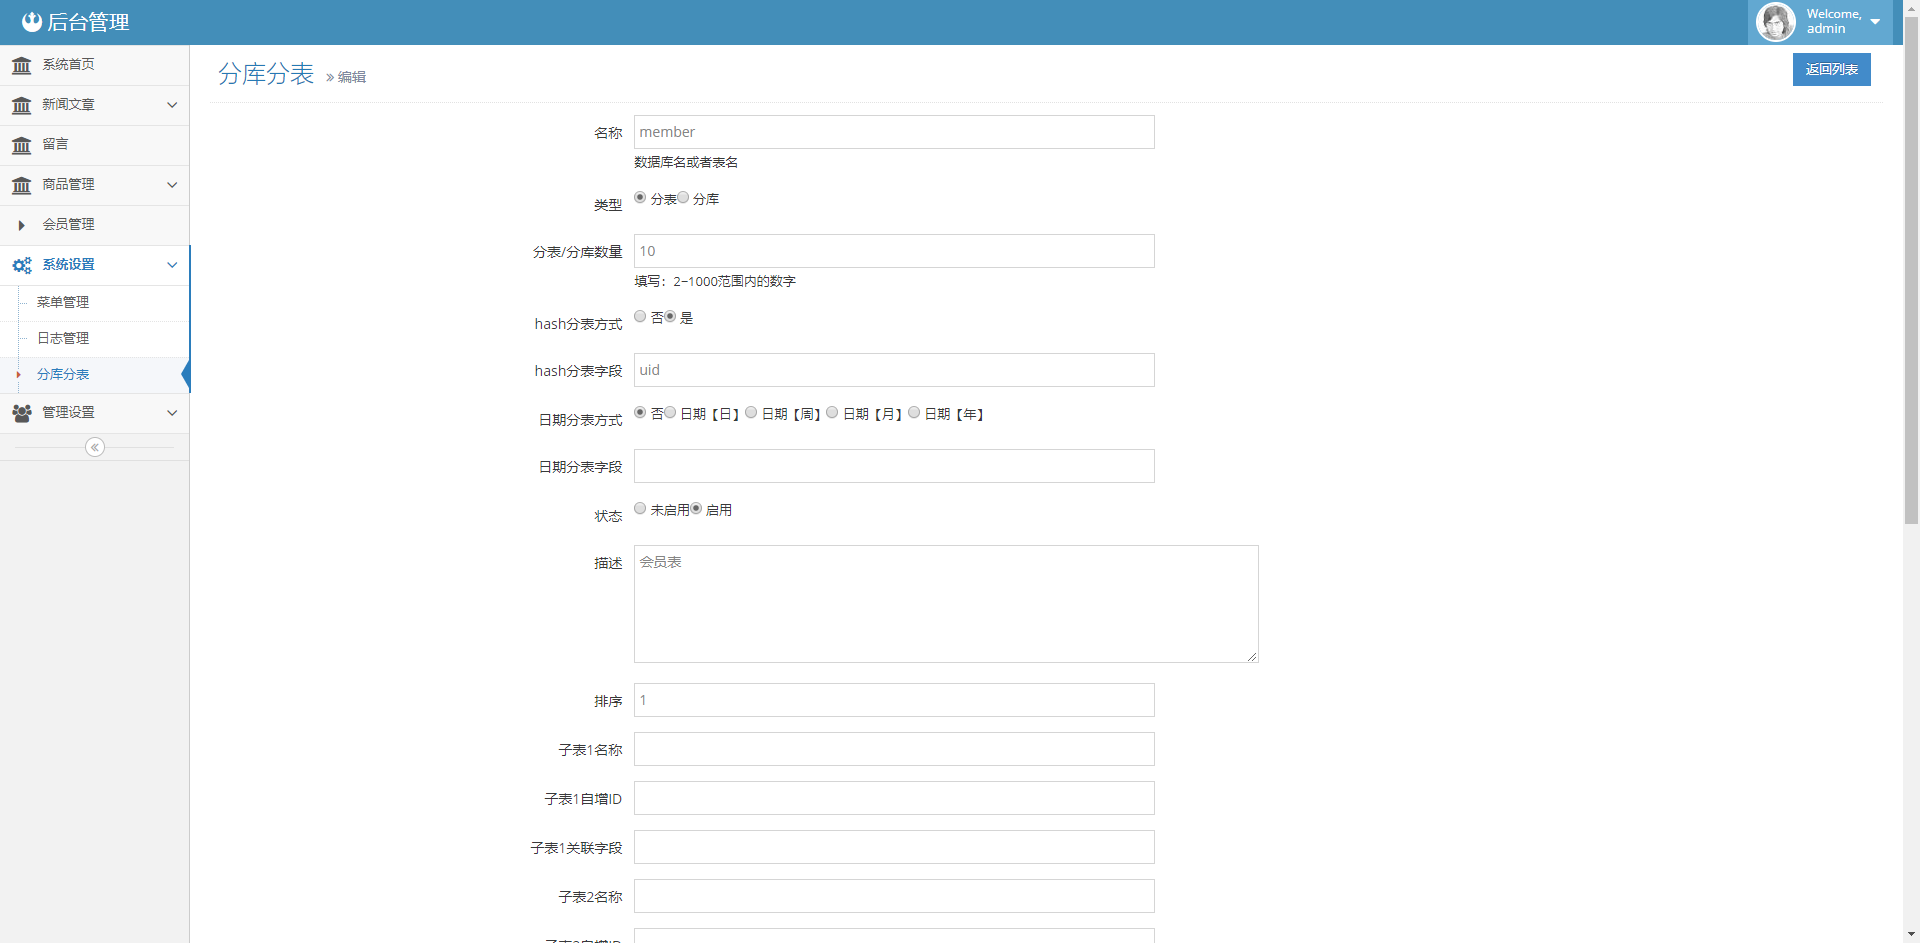 后台管理
Welcome,
admin
系统首页
新闻文章
留言
商品管理
会员管理
系统设置
菜单管理
日志管理
分库分表
管理设置
分库分表 » 编辑
返回列表
名称 member
数据库名或者表名
类型 分表 分库
分表/分库数量 10
填写：2-1000范围内的数字
hash分表方式 否 是
hash分表字段 uid
日期分表方式 否 日期【日】 日期【周】 日期【月】 日期【年】
日期分表字段
状态 未启用 启用
描述 会员表
排序 1
子表1名称
子表1自增ID
子表1关联字段
子表2名称
子表2自增ID